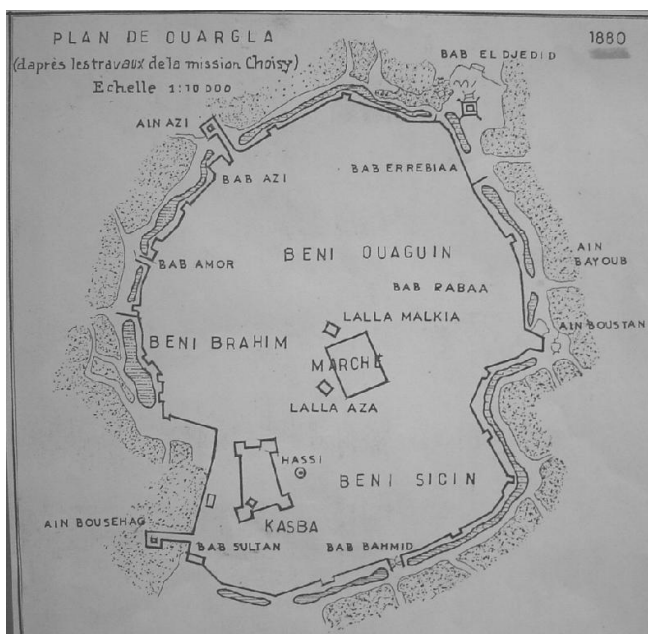 PLAN DE OUARGLA
(daprès les travaux de la mission Choisy)
Echelle 1:10 000
1880
BAB EL DJEDID
AIN AZI
BAB AZI
BAB ERREBIAA
BENI OUAGUIN
AIN BAYOUB
BAB AMOR
BAB RABAA
LALLA MALKIA
AIN BOUSTAN
BENI BRAHIM
MARCHÉ
LALLA AZA
HASSI
BENI SICIN
AIN BOUSEHAG
KASBA
BAB SULTAN
BAB BAHMID